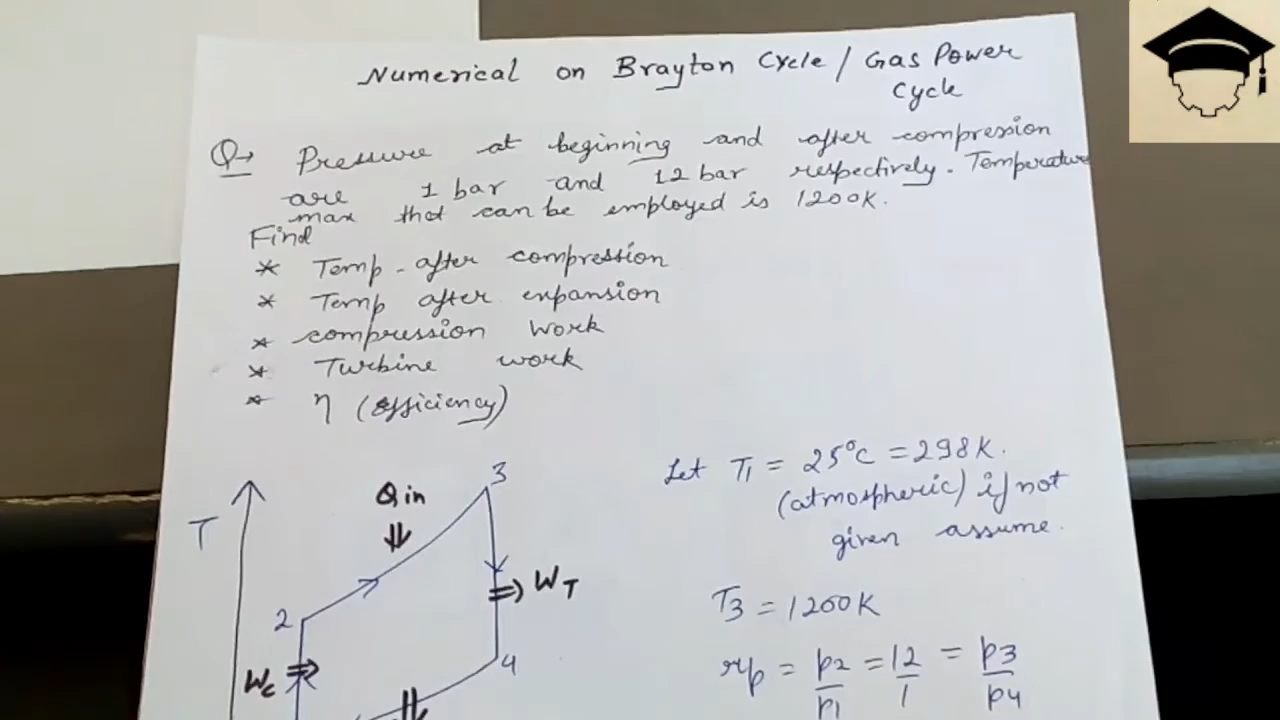 Numerical on Brayton Cycle / Gas Power
Cycle
Q→ Pressure at beginning and after compression
are 1 bar and 12 bar respectively. Temperature
max that can be employed is 1200K.
Find
* Temp. after compression
* Temp after expansion
* compression work
* Turbine work
* η (efficiency)
Let T1 = 25°C = 298K.
(atmospheric) if not
given assume.
T3 = 1200K
rp = p2/p1 = 12/1 = p3/p4
T
Qin
3
2
WT
4
Wc